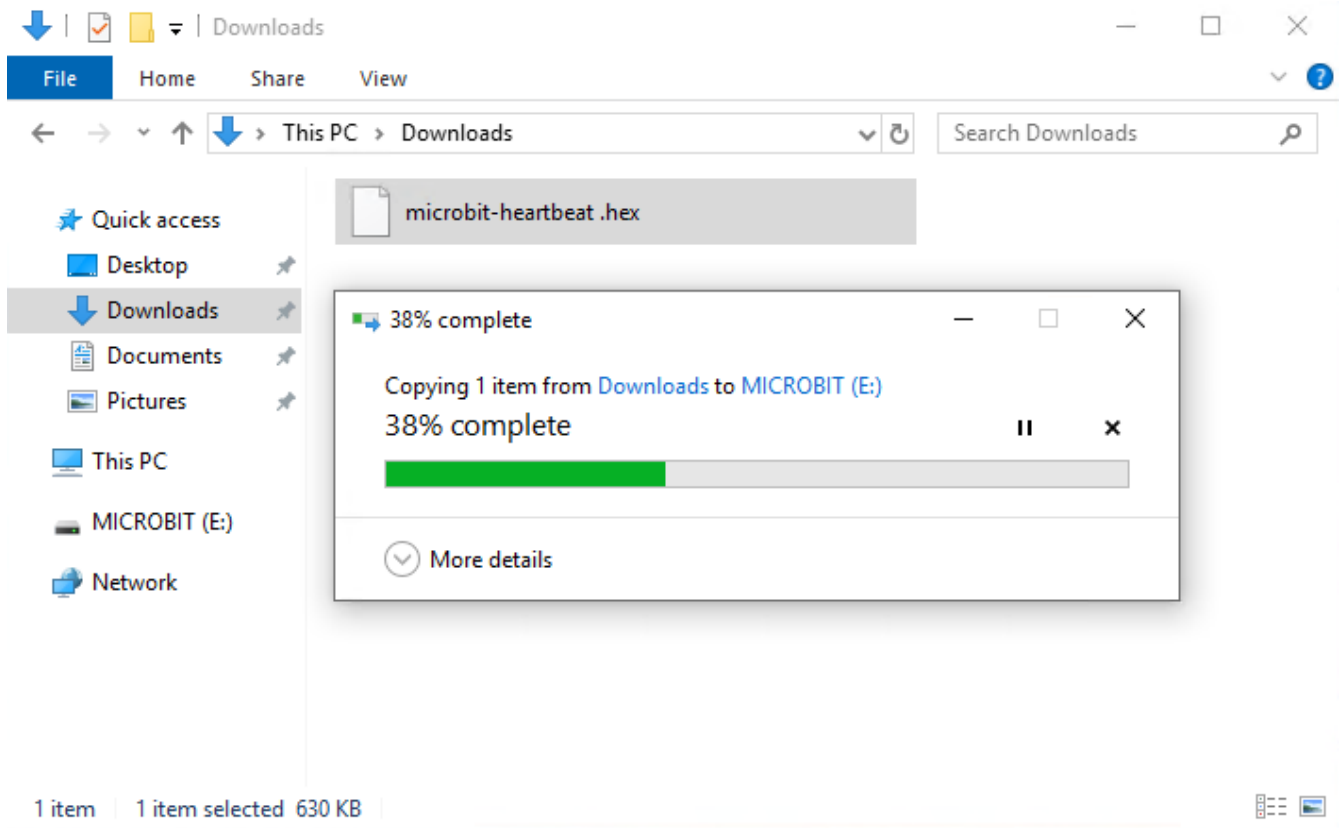 Downloads
File Home Share View
This PC > Downloads
Search Downloads
Quick access
Desktop
Downloads
Documents
Pictures
This PC
MICROBIT (E:)
Network
microbit-heartbeat .hex
38% complete
Copying 1 item from Downloads to MICROBIT (E:)
38% complete
More details
1 item 1 item selected 630 KB